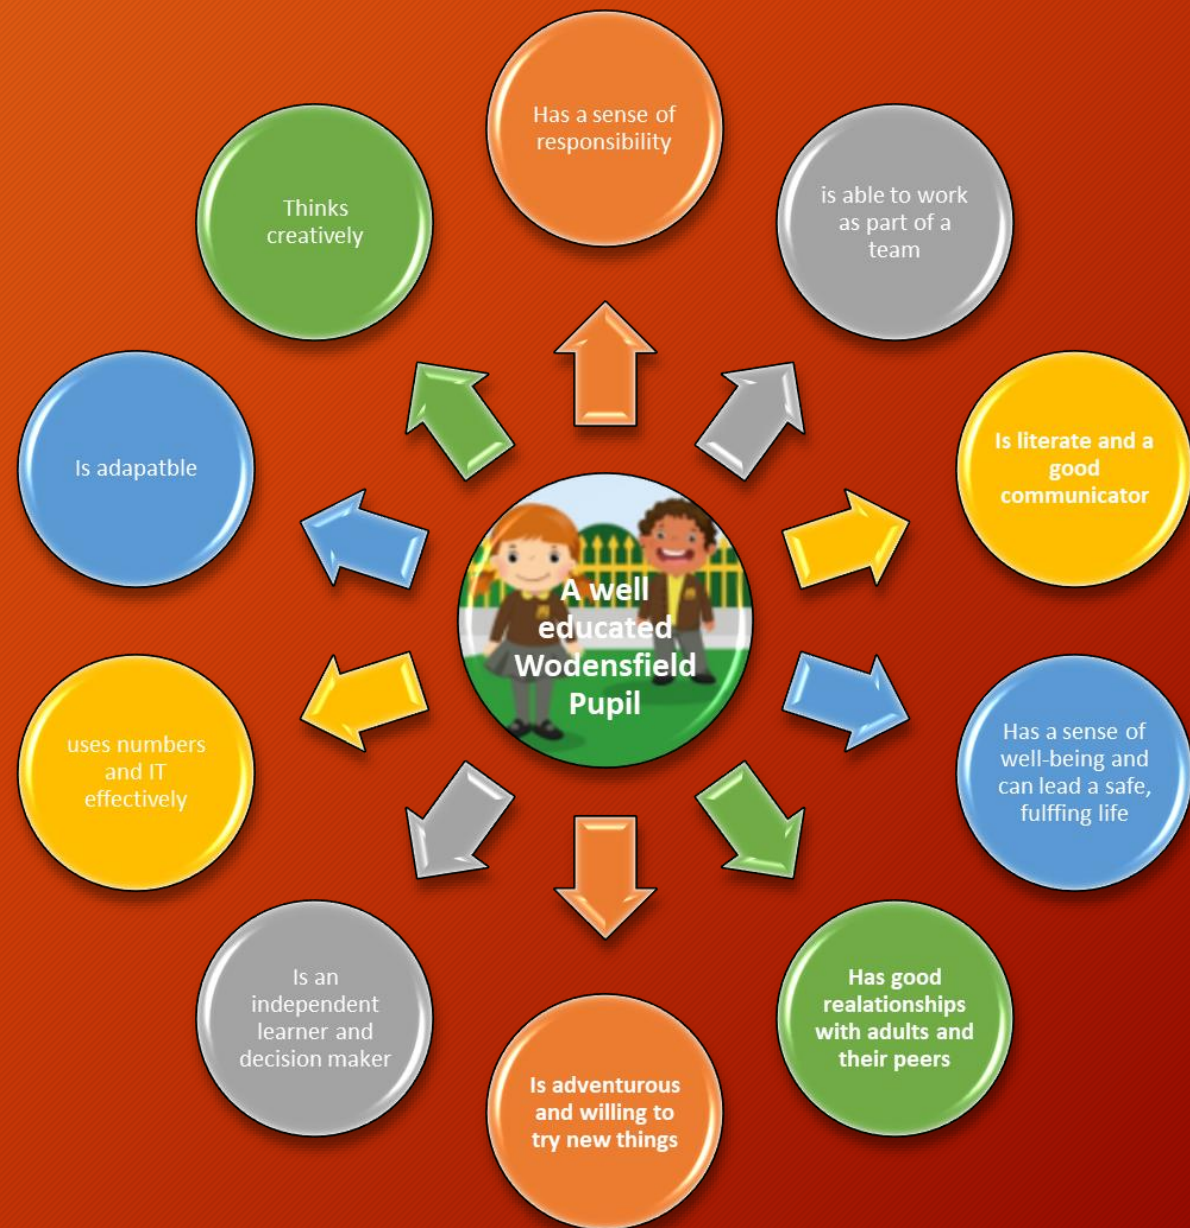 Has a sense of
responsibility
is able to work
as part of a
team
Is literate and a
good
communicator
Has a sense of
well-being and
can lead a safe,
fulffing life
Has good
realationships
with adults and
their peers
Is adventurous
and willing to
try new things
Is an
independent
learner and
decision maker
uses numbers
and IT
effectively
Is adapatble
Thinks
creatively
A well
educated
Wodensfield
Pupil